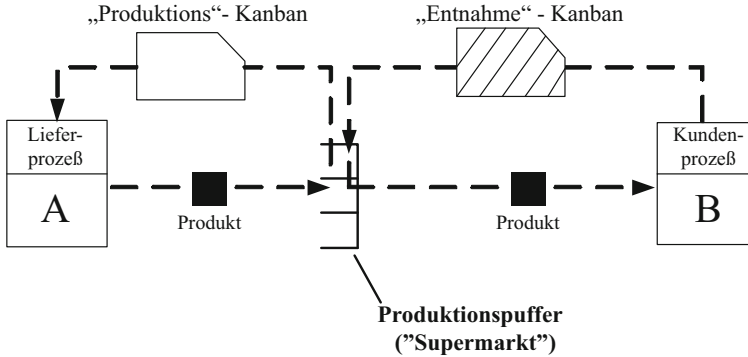 „Produktions“- Kanban
„Entnahme“ - Kanban
Liefer-
prozeß
A
Produkt
Kunden-
prozeß
B
Produkt
Produktionspuffer
(”Supermarkt”)